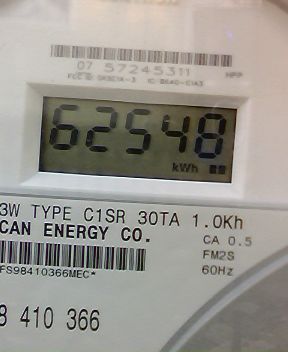 07 57245311
HPP
62548
kWh
3W TYPE C1SR 30TA 1.0Kh
CAN ENERGY CO.
CA 0.5
FM2S
60Hz
FS98410366MEC*
8 410 366